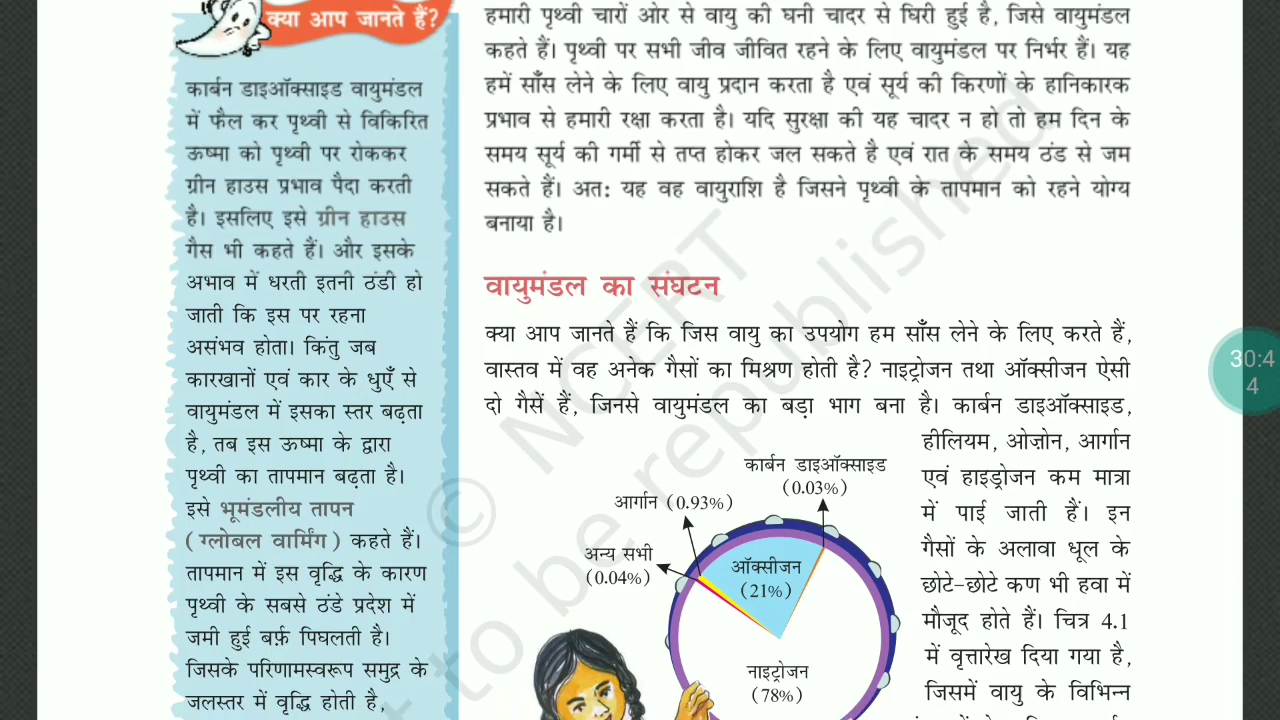 क्या आप जानते हैं?
कार्बन डाइऑक्साइड वायुमंडल
में फैल कर पृथ्वी से विकिरित
ऊष्मा को पृथ्वी पर रोककर
ग्रीन हाउस प्रभाव पैदा करती
है। इसलिए इसे ग्रीन हाउस
गैस भी कहते हैं। और इसके
अभाव में धरती इतनी ठंडी हो
जाती कि इस पर रहना
असंभव होता। किंतु जब
कारखानों एवं कार के धुएँ से
वायुमंडल में इसका स्तर बढ़ता
है, तब इस ऊष्मा के द्वारा
पृथ्वी का तापमान बढ़ता है।
इसे भूमंडलीय तापन
(ग्लोबल वार्मिंग) कहते हैं।
तापमान में इस वृद्धि के कारण
पृथ्वी के सबसे ठंडे प्रदेश में
जमी हुई बर्फ़ पिघलती है।
जिसके परिणामस्वरूप समुद्र के
जलस्तर में वृद्धि होती है,
हमारी पृथ्वी चारों ओर से वायु की घनी चादर से घिरी हुई है, जिसे वायुमंडल
कहते हैं। पृथ्वी पर सभी जीव जीवित रहने के लिए वायुमंडल पर निर्भर हैं। यह
हमें साँस लेने के लिए वायु प्रदान करता है एवं सूर्य की किरणों के हानिकारक
प्रभाव से हमारी रक्षा करता है। यदि सुरक्षा की यह चादर न हो तो हम दिन के
समय सूर्य की गर्मी से तप्त होकर जल सकते है एवं रात के समय ठंड से जम
सकते हैं। अतः यह वह वायुराशि है जिसने पृथ्वी के तापमान को रहने योग्य
बनाया है।
वायुमंडल का संघटन
क्या आप जानते हैं कि जिस वायु का उपयोग हम साँस लेने के लिए करते हैं,
वास्तव में वह अनेक गैसों का मिश्रण होती है? नाइट्रोजन तथा ऑक्सीजन ऐसी
दो गैसें हैं, जिनसे वायुमंडल का बड़ा भाग बना है। कार्बन डाइऑक्साइड,
हीलियम, ओज़ोन, आर्गान
एवं हाइड्रोजन कम मात्रा
में पाई जाती हैं। इन
गैसों के अलावा धूल के
छोटे-छोटे कण भी हवा में
मौजूद होते हैं। चित्र 4.1
में वृत्तारेख दिया गया है,
जिसमें वायु के विभिन्न
कार्बन डाइऑक्साइड
(0.03%)
आर्गान (0.93%)
अन्य सभी
(0.04%)
ऑक्सीजन
(21%)
नाइट्रोजन
(78%)
30:4
4
© NCERT
to be republished